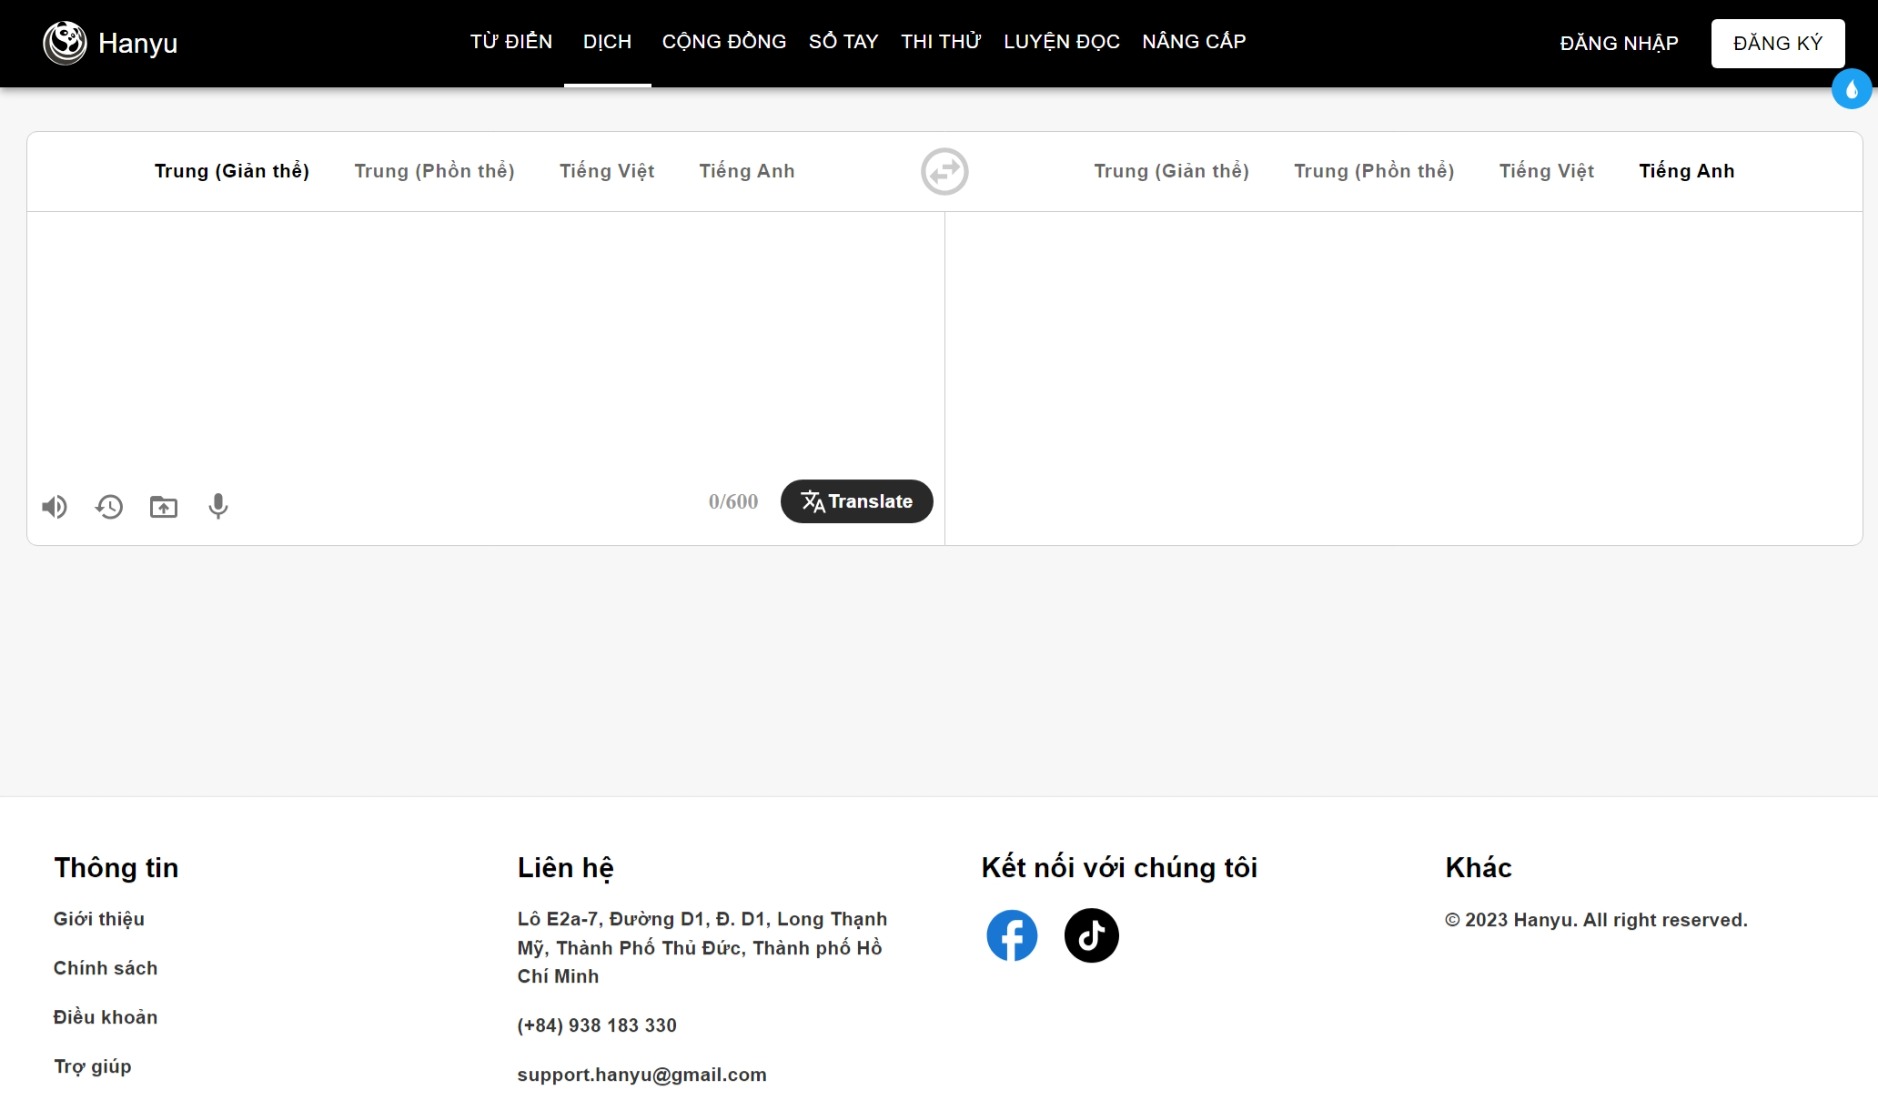 Hanyu
TỪ ĐIỂN DỊCH CỘNG ĐỒNG SỔ TAY THI THỬ LUYỆN ĐỌC NÂNG CẤP
ĐĂNG NHẬP ĐĂNG KÝ
Trung (Giản thể) Trung (Phồn thể) Tiếng Việt Tiếng Anh
Trung (Giản thể) Trung (Phồn thể) Tiếng Việt Tiếng Anh
0/600 Translate
Thông tin
Giới thiệu
Chính sách
Điều khoản
Trợ giúp
Liên hệ
Lô E2a-7, Đường D1, Đ. D1, Long Thạnh
Mỹ, Thành Phố Thủ Đức, Thành phố Hồ
Chí Minh
(+84) 938 183 330
support.hanyu@gmail.com
Kết nối với chúng tôi
Khác
© 2023 Hanyu. All right reserved.